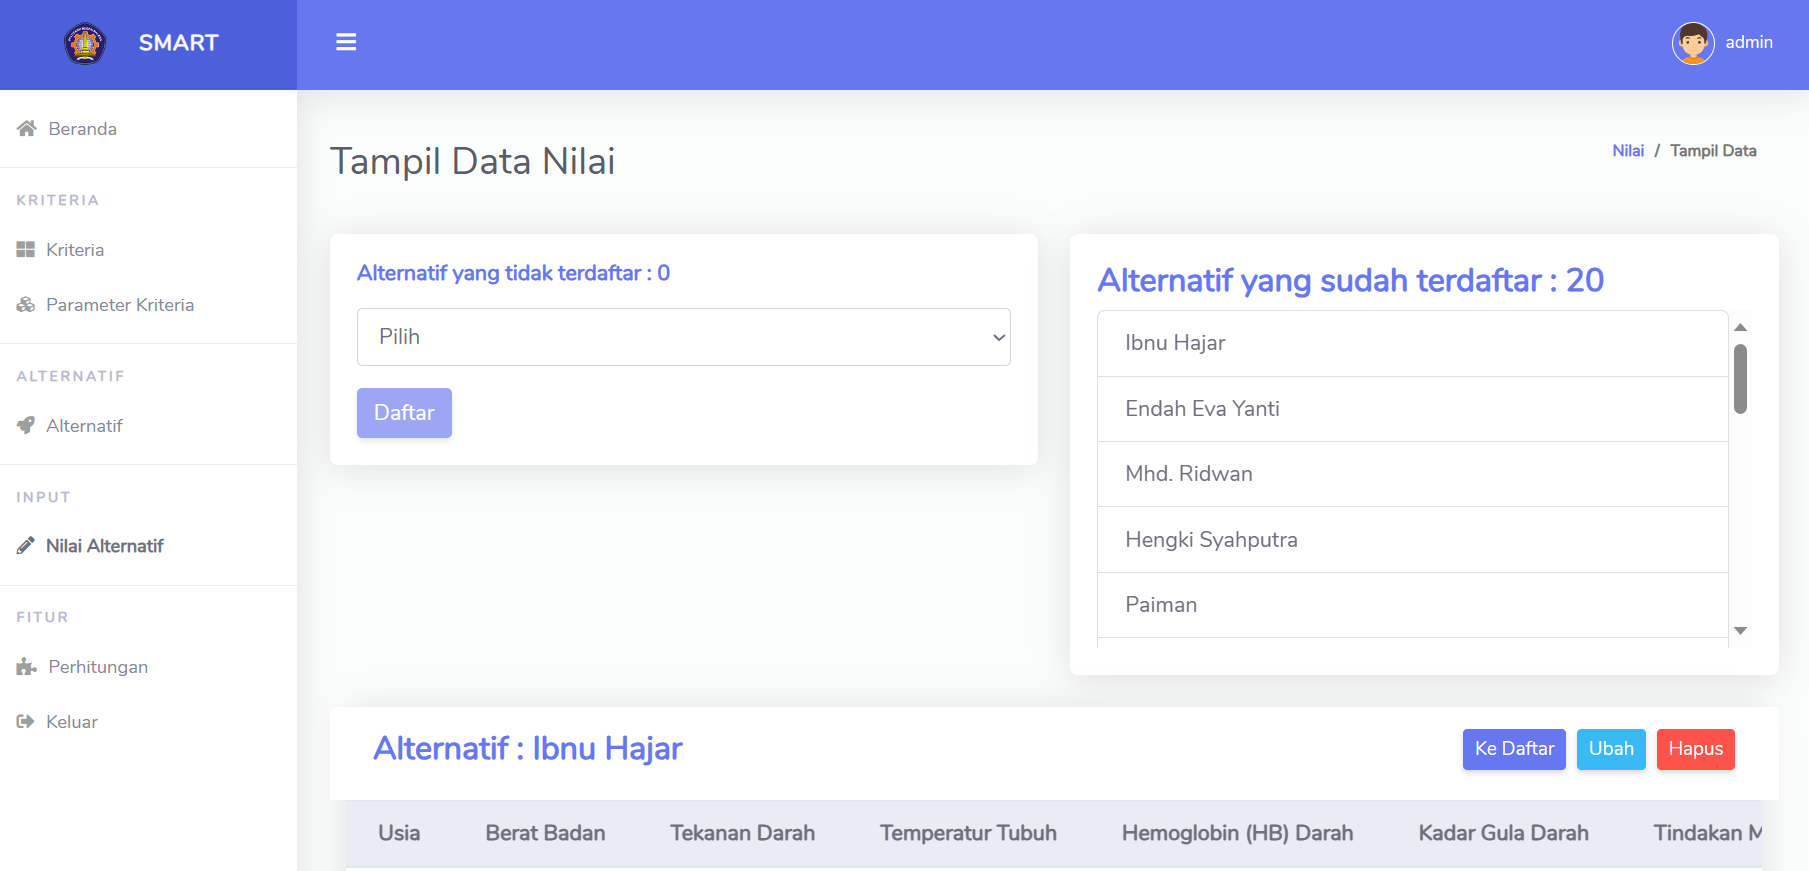 SMART
admin
Beranda
KRITERIA
Kriteria
Parameter Kriteria
ALTERNATIF
Alternatif
INPUT
Nilai Alternatif
FITUR
Perhitungan
Keluar
Tampil Data Nilai
Nilai / Tampil Data
Alternatif yang tidak terdaftar : 0
Pilih
Daftar
Alternatif yang sudah terdaftar : 20
Ibnu Hajar
Endah Eva Yanti
Mhd. Ridwan
Hengki Syahputra
Paiman
Alternatif : Ibnu Hajar
Ke Daftar Ubah Hapus
Usia Berat Badan Tekanan Darah Temperatur Tubuh Hemoglobin (HB) Darah Kadar Gula Darah Tindakan